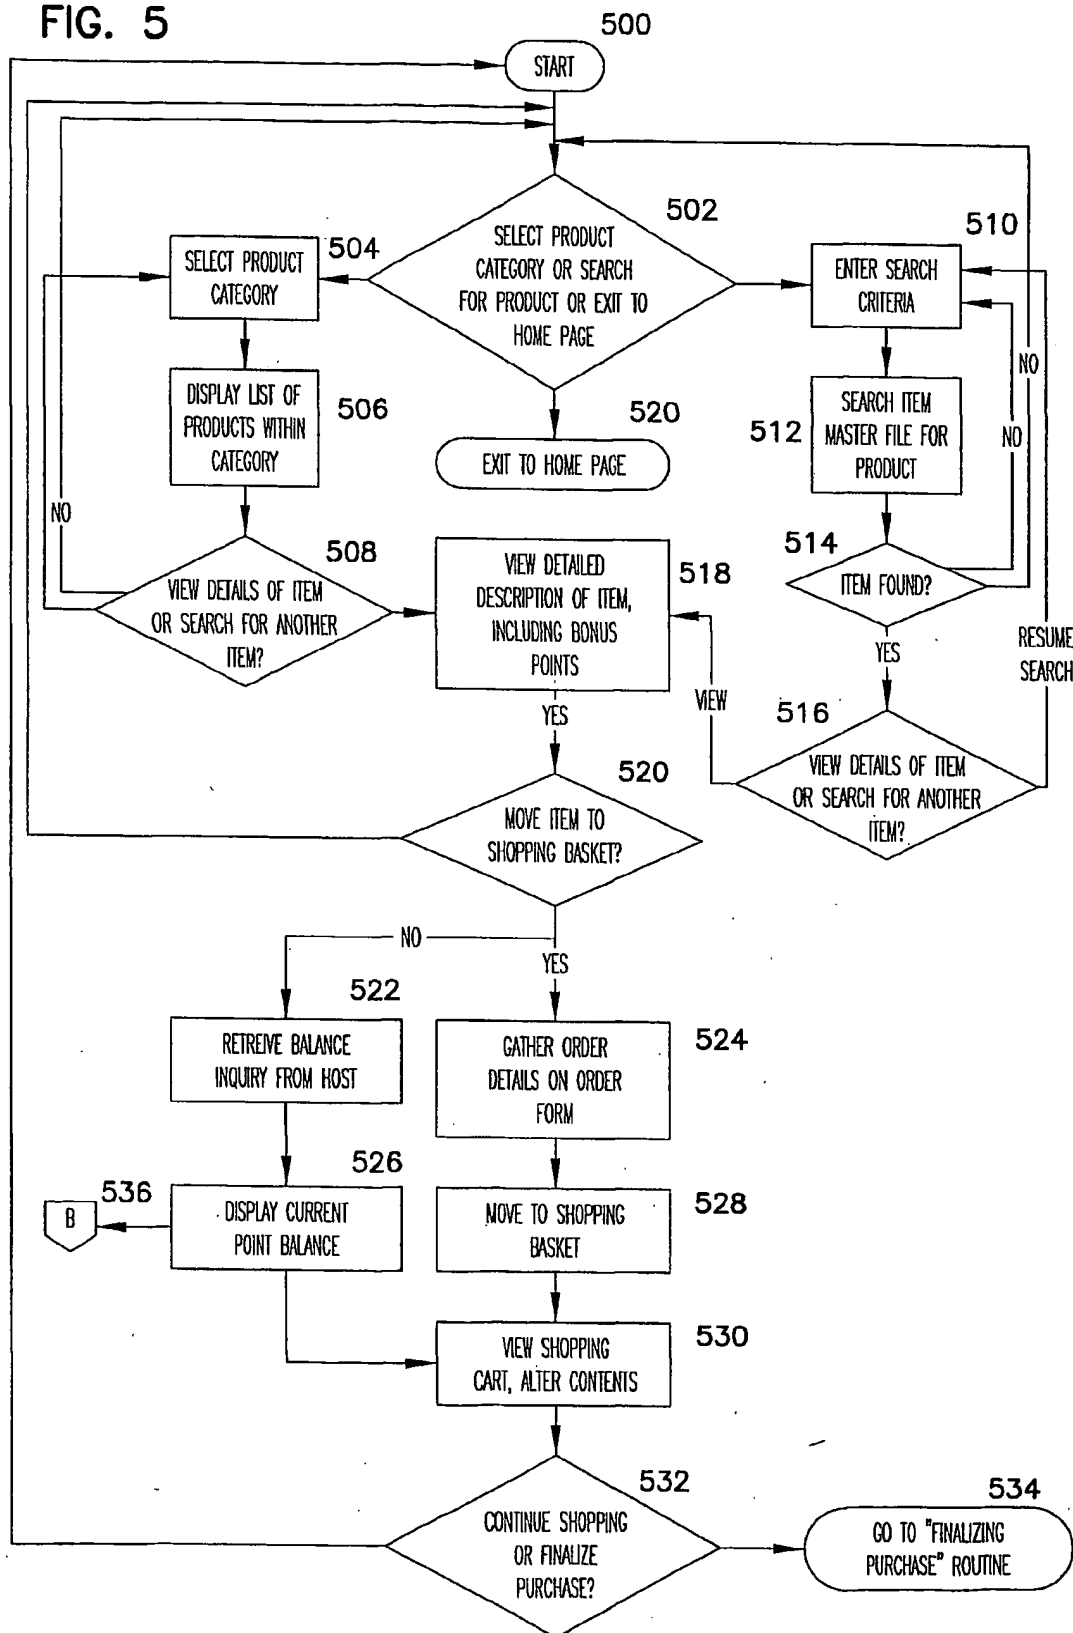 FIG. 5
500
START
502
SELECT PRODUCT
CATEGORY OR SEARCH
FOR PRODUCT OR EXIT TO
HOME PAGE
504
SELECT PRODUCT
CATEGORY
510
ENTER SEARCH
CRITERIA
506
DISPLAY LIST OF
PRODUCTS WITHIN
CATEGORY
520
EXIT TO HOME PAGE
512
SEARCH ITEM
MASTER FILE FOR
PRODUCT
NO
NO
NO
508
VIEW DETAILS OF ITEM
OR SEARCH FOR ANOTHER
ITEM?
518
VIEW DETAILED
DESCRIPTION OF ITEM,
INCLUDING BONUS
POINTS
514
ITEM FOUND?
YES
RESUME
SEARCH
VIEW
YES
516
VIEW DETAILS OF ITEM
OR SEARCH FOR ANOTHER
ITEM?
520
MOVE ITEM TO
SHOPPING BASKET?
NO
YES
522
RETREIVE BALANCE
INQUIRY FROM HOST
524
GATHER ORDER
DETAILS ON ORDER
FORM
526
DISPLAY CURRENT
POINT BALANCE
536
B
528
MOVE TO SHOPPING
BASKET
530
VIEW SHOPPING
CART, ALTER CONTENTS
532
CONTINUE SHOPPING
OR FINALIZE
PURCHASE?
534
GO TO "FINALIZING
PURCHASE" ROUTINE